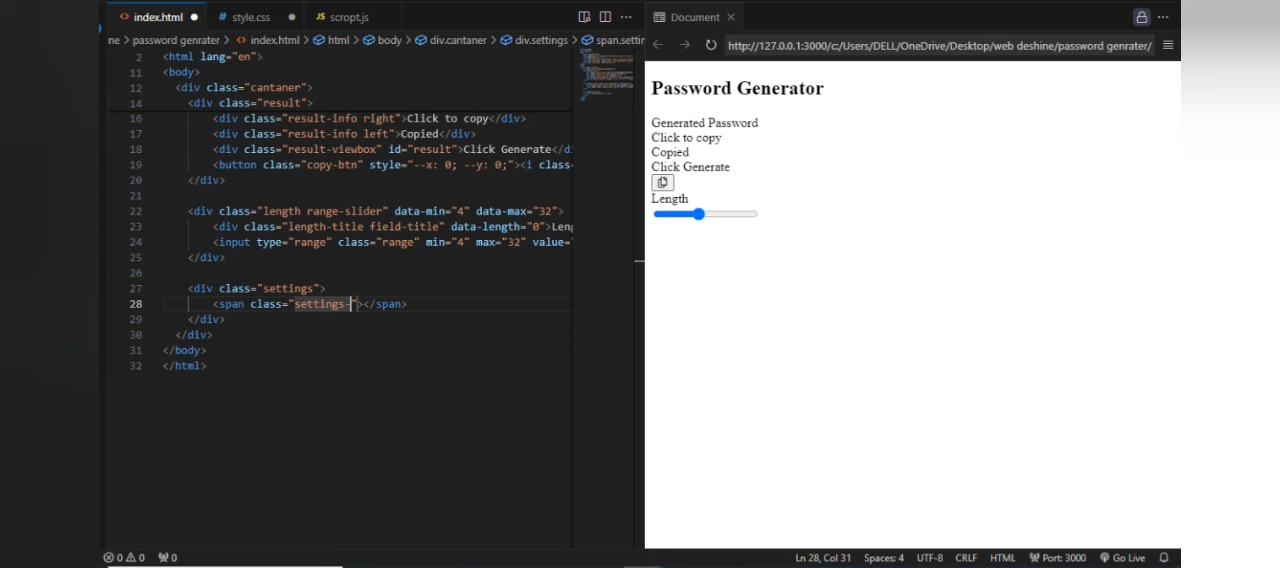 index.html
style.css
JS scropt.js
Document
ne > password genrater > index.html > html > body > div.cantaner > div.settings > span.settin
http://127.0.0.1:3000/c:/Users/DELL/OneDrive/Desktop/web deshine/password genrater/
2 <html lang="en">
11 <body>
12 <div class="cantaner">
14 <div class="result">
16 <div class="result-info right">Click to copy</div>
17 <div class="result-info left">Copied</div>
18 <div class="result-viewbox" id="result">Click Generate</di
19 <button class="copy-btn" style="--x: 0; --y: 0;"><i class=
20 </div>
21
22 <div class="length range-slider" data-min="4" data-max="32">
23 <div class="length-title field-title" data-length="0">Leng
24 <input type="range" class="range" min="4" max="32" value="
25 </div>
26
27 <div class="settings">
28 <span class="settings-"></span>
29 </div>
30 </div>
31 </body>
32 </html>
Password Generator
Generated Password
Click to copy
Copied
Click Generate
Length
0 0 0
Ln 28, Col 31 Spaces: 4 UTF-8 CRLF HTML Port: 3000 Go Live